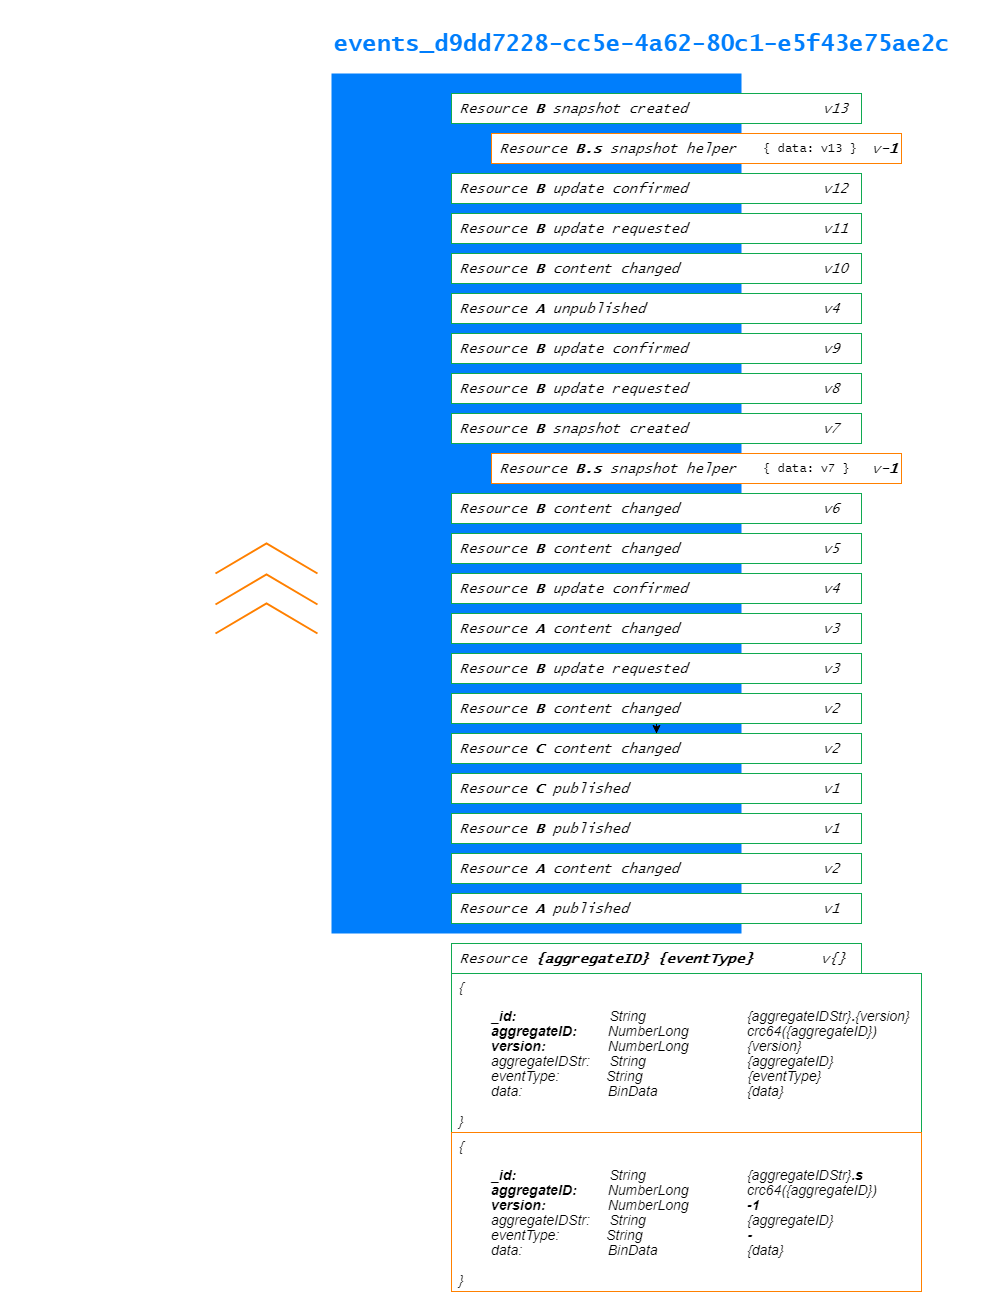 events_d9dd7228-cc5e-4a62-80c1-e5f43e75ae2c
Resource B snapshot created v13
Resource B.s snapshot helper { data: v13 } v-1
Resource B update confirmed v12
Resource B update requested v11
Resource B content changed v10
Resource A unpublished v4
Resource B update confirmed v9
Resource B update requested v8
Resource B snapshot created v7
Resource B.s snapshot helper { data: v7 } v-1
Resource B content changed v6
Resource B content changed v5
Resource B update confirmed v4
Resource A content changed v3
Resource B update requested v3
Resource B content changed v2
Resource C content changed v2
Resource C published v1
Resource B published v1
Resource A content changed v2
Resource A published v1
Resource {aggregateID} {eventType} v{}
{
_id: String {aggregateIDStr}.{version}
aggregateID: NumberLong crc64({aggregateID})
version: NumberLong {version}
aggregateIDStr: String {aggregateID}
eventType: String {eventType}
data: BinData {data}
}
{
_id: String {aggregateIDStr}.s
aggregateID: NumberLong crc64({aggregateID})
version: NumberLong -1
aggregateIDStr: String {aggregateID}
eventType: String -
data: BinData {data}
}